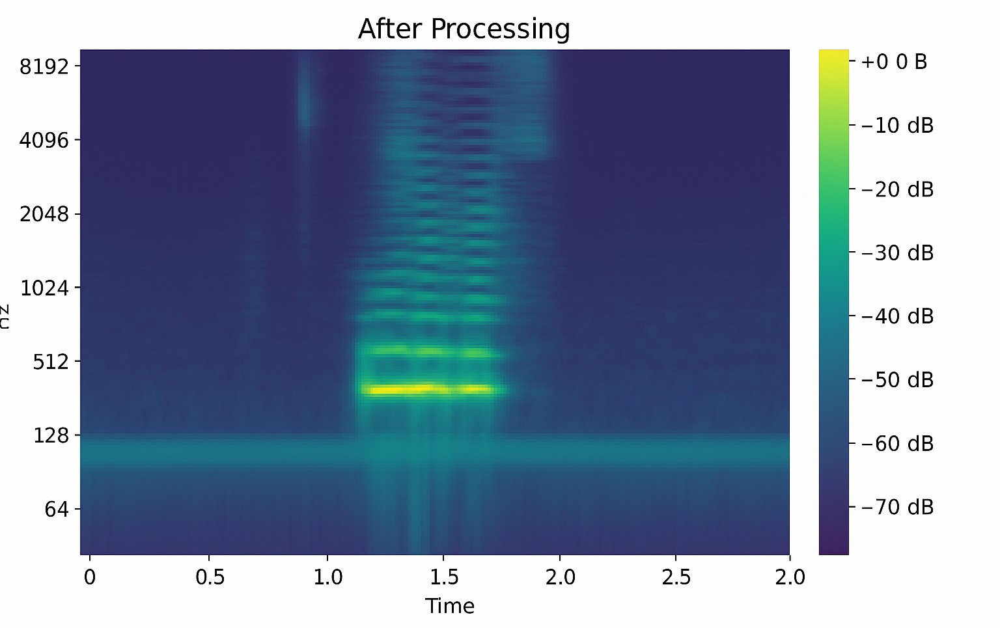 After Processing
8192
4096
2048
1024
512
128
64
0 0.5 1.0 1.5 2.0 2.5 2.0
Time
+0 0 B
−10 dB
−20 dB
−30 dB
−40 dB
−50 dB
−60 dB
−70 dB